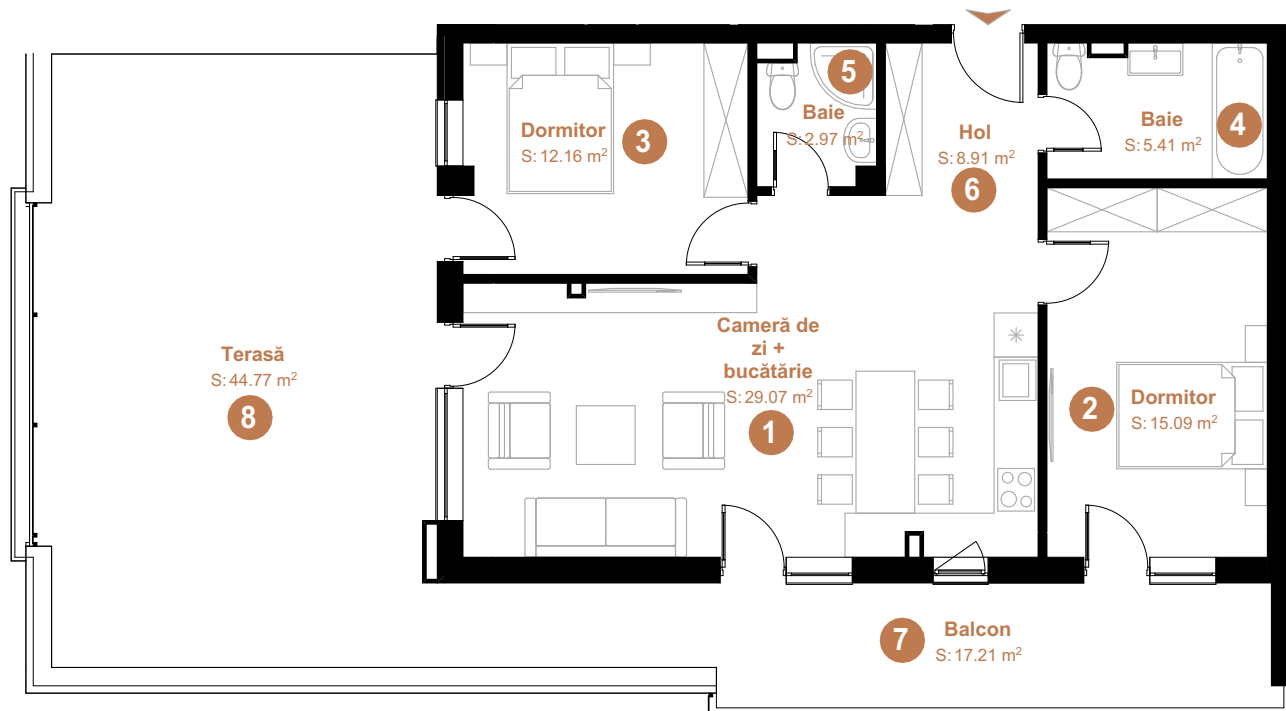 5
Baie
S: 2.97 m²
Dormitor
S: 12.16 m²
3
Hol
S: 8.91 m²
6
Baie
S: 5.41 m²
4
Terasă
S: 44.77 m²
8
Cameră de
zi +
bucătărie
S: 29.07 m²
1
2
Dormitor
S: 15.09 m²
7
Balcon
S: 17.21 m²